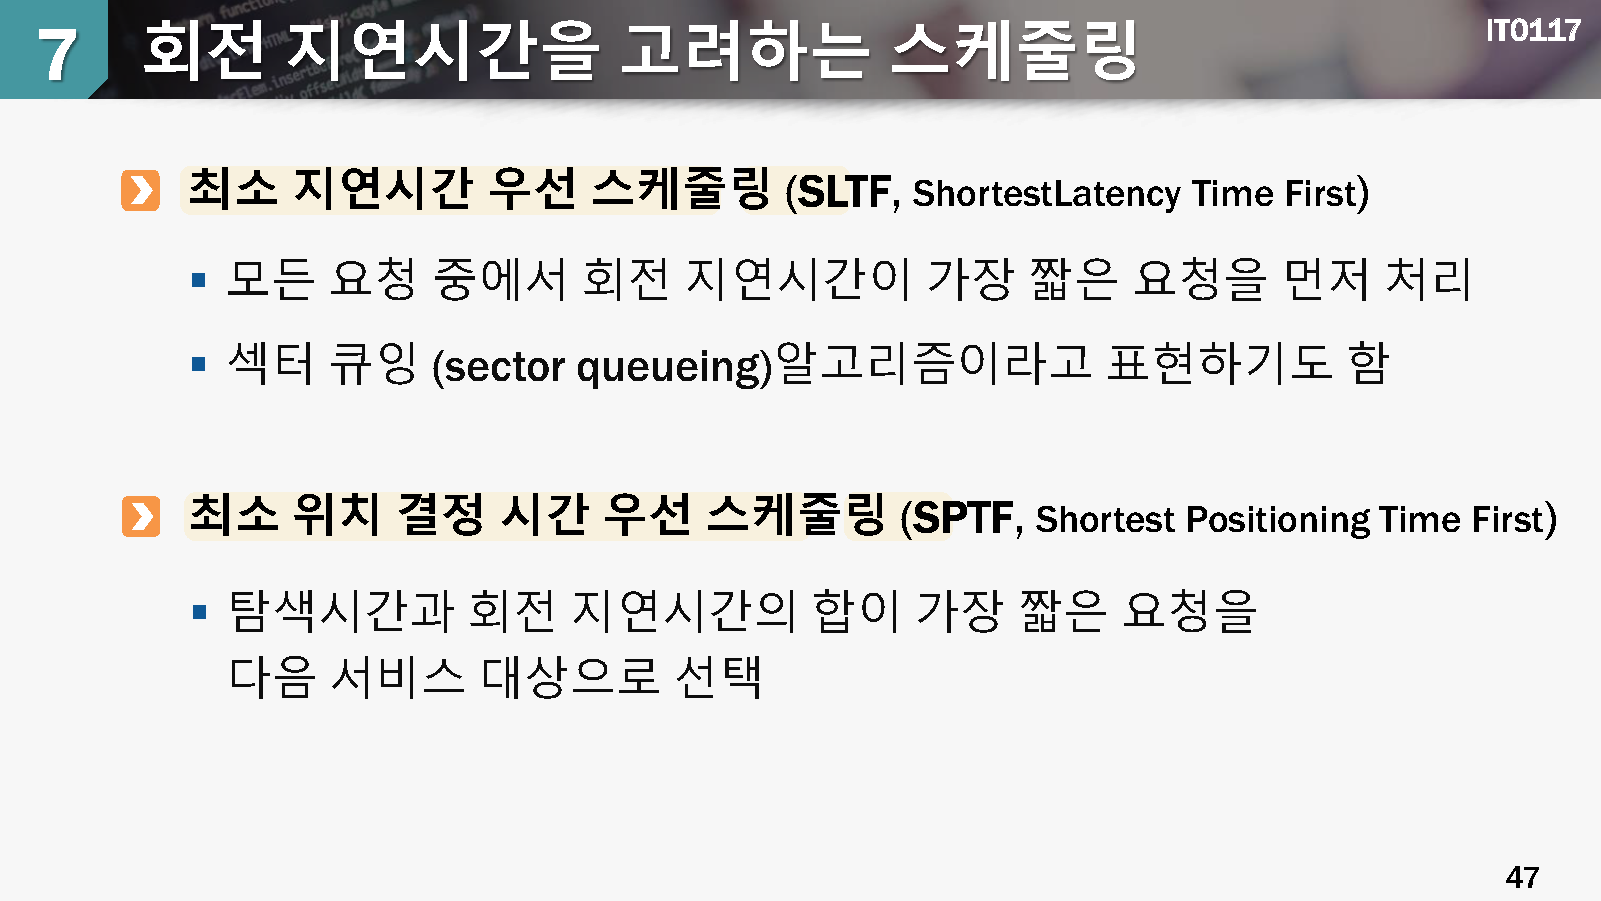 7 회전 지연시간을 고려하는 스케줄링
IT0117
최소 지연시간 우선 스케줄링 (SLTF, ShortestLatency Time First)
▪ 모든 요청 중에서 회전 지연시간이 가장 짧은 요청을 먼저 처리
▪ 섹터 큐잉 (sector queueing)알고리즘이라고 표현하기도 함
최소 위치 결정 시간 우선 스케줄링 (SPTF, Shortest Positioning Time First)
▪ 탐색시간과 회전 지연시간의 합이 가장 짧은 요청을
다음 서비스 대상으로 선택
47